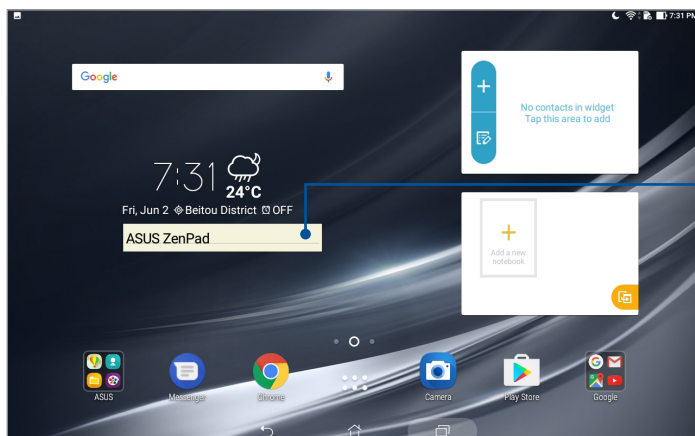 7:31 PM
Google
No contacts in widget
Tap this area to add
7:31
24°C
Fri, Jun 2 Beitou District OFF
ASUS ZenPad
Add a new
notebook
ASUS
Messenger
Chrome
Camera
Play Store
Google